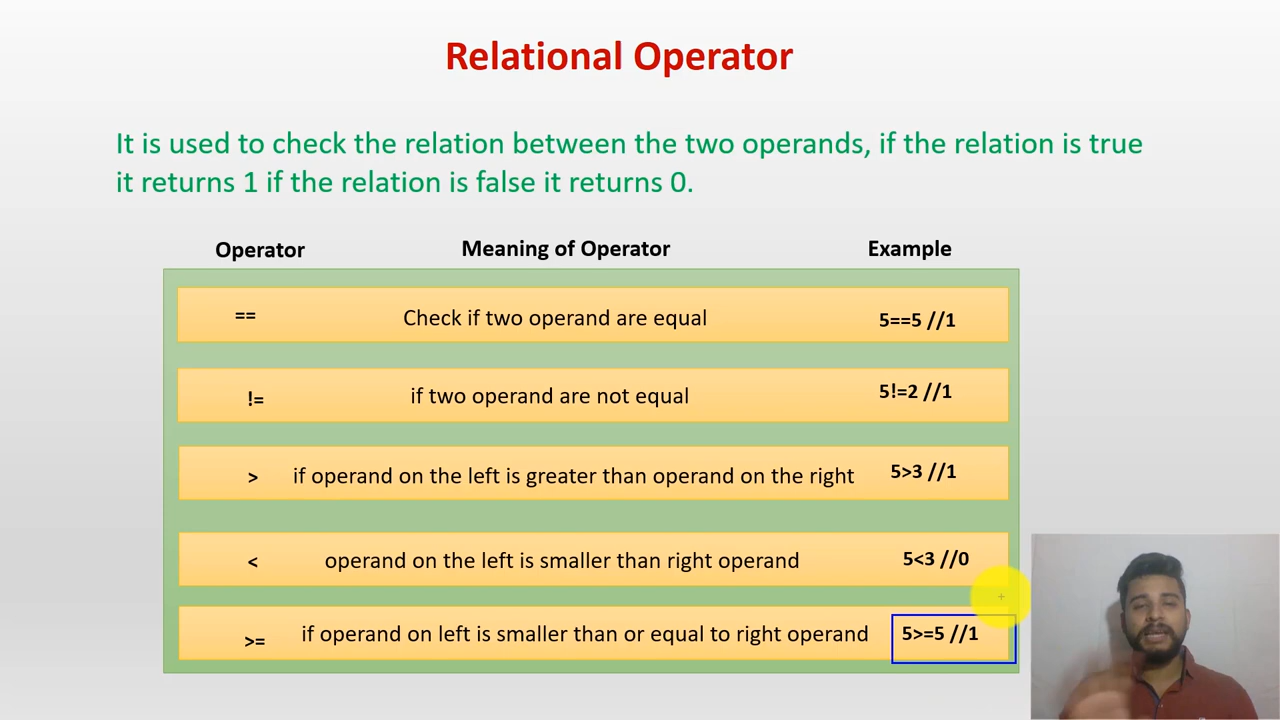 Relational Operator
It is used to check the relation between the two operands, if the relation is true
it returns 1 if the relation is false it returns 0.
Operator Meaning of Operator Example
== Check if two operand are equal 5==5 //1
!= if two operand are not equal 5!=2 //1
> if operand on the left is greater than operand on the right 5>3 //1
< operand on the left is smaller than right operand 5<3 //0
>= if operand on left is smaller than or equal to right operand 5>=5 //1